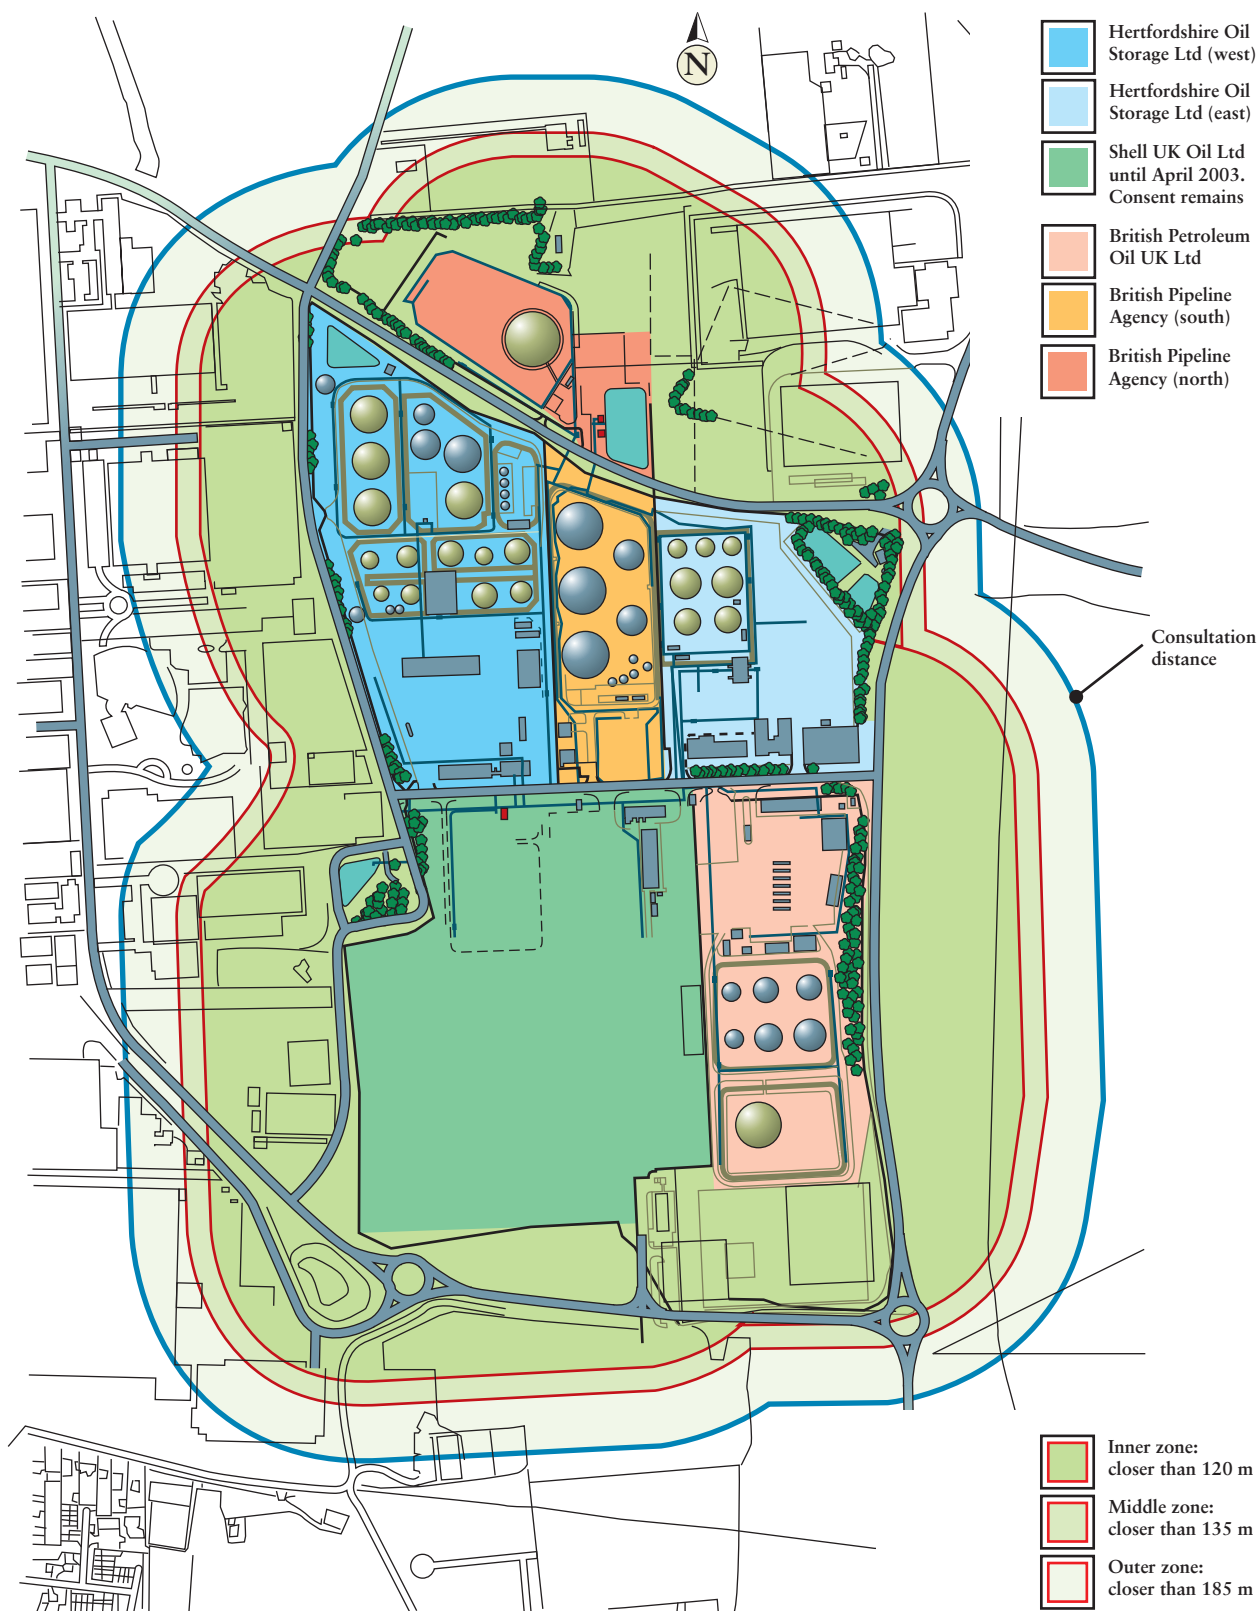 N
Hertfordshire Oil
Storage Ltd (west)
Hertfordshire Oil
Storage Ltd (east)
Shell UK Oil Ltd
until April 2003.
Consent remains
British Petroleum
Oil UK Ltd
British Pipeline
Agency (south)
British Pipeline
Agency (north)
Consultation
distance
Inner zone:
closer than 120 m
Middle zone:
closer than 135 m
Outer zone:
closer than 185 m